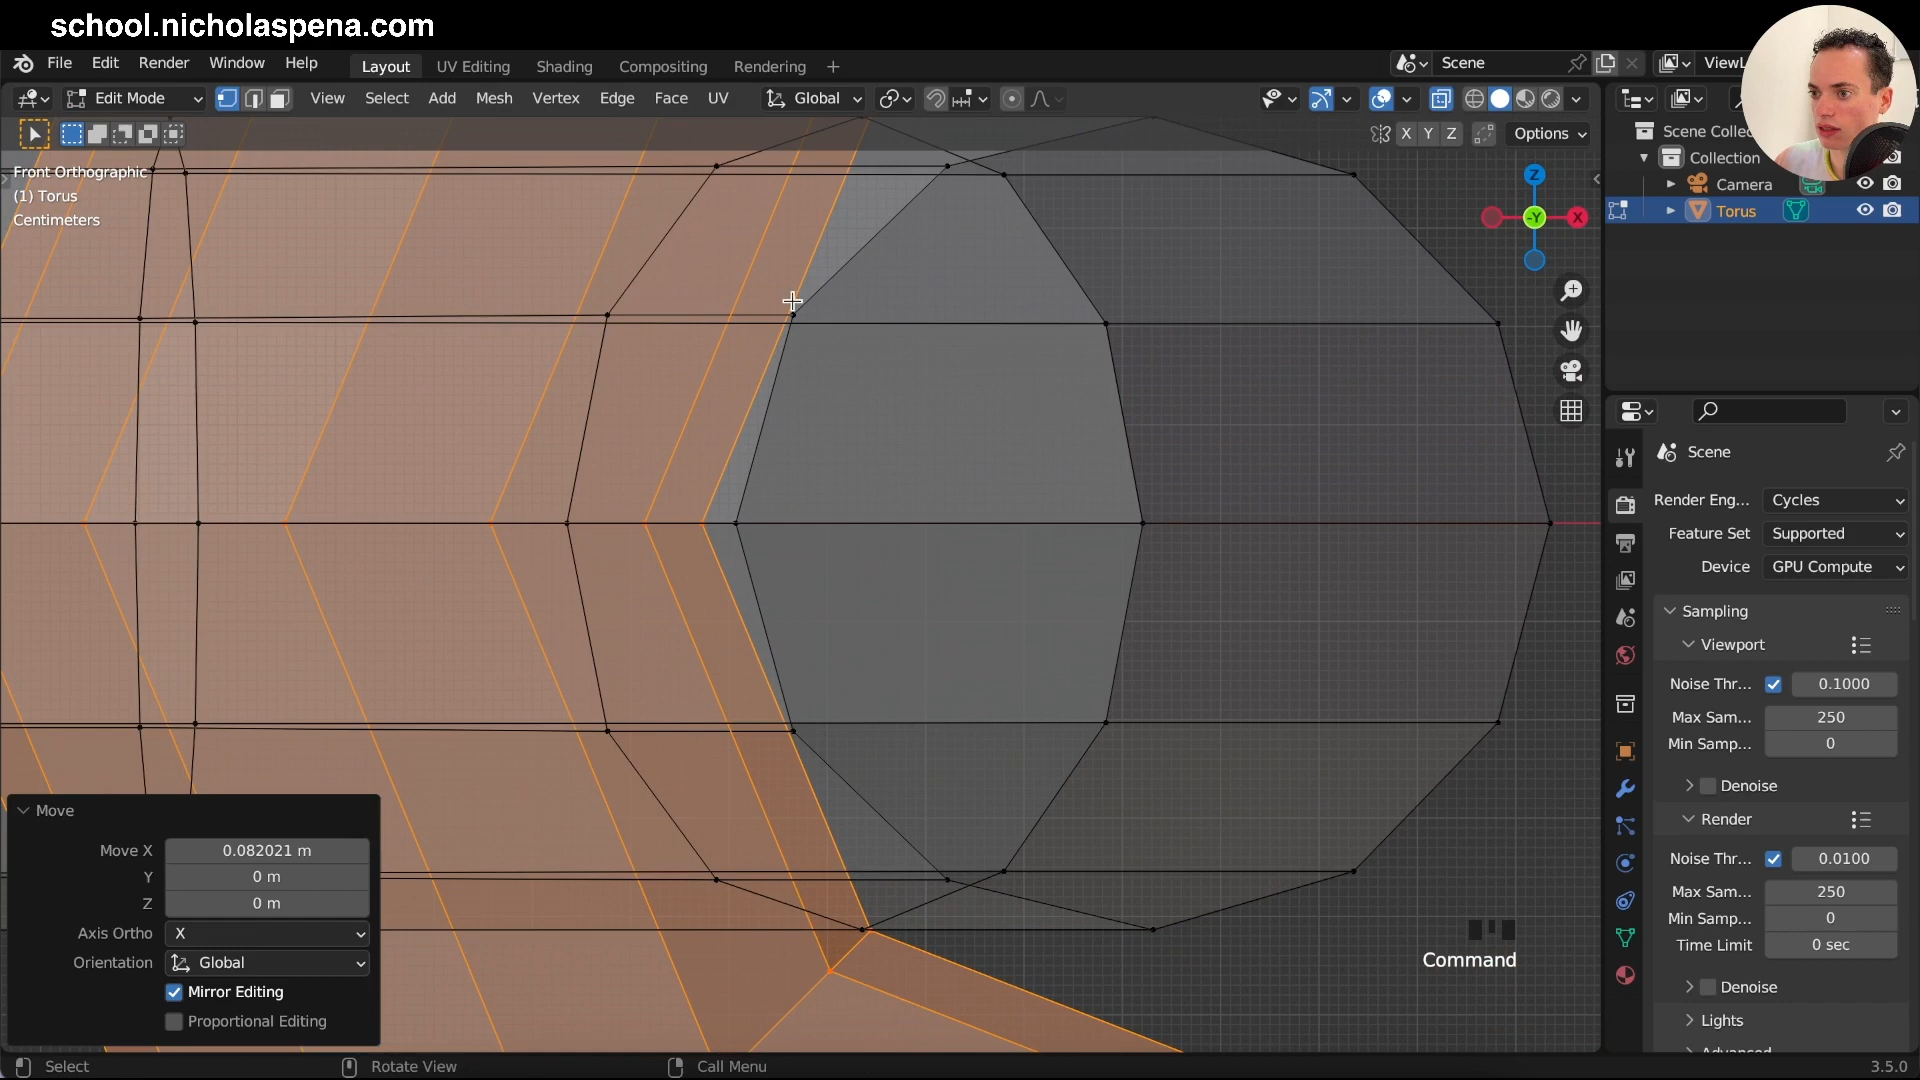 school.nicholaspena.com
File Edit Render Window Help Layout UV Editing Shading Compositing Rendering + Scene ViewL
Edit Mode View Select Add Mesh Vertex Edge Face UV Global
X Y Z Options
Front Orthographic
(1) Torus
Centimeters
Z
-Y X
Scene Collec
Collection
Camera
Torus
Scene
Render Eng... Cycles
Feature Set Supported
Device GPU Compute
Sampling
Viewport
Noise Thr... 0.1000
Max Sam... 250
Min Samp... 0
Denoise
Render
Noise Thr... 0.0100
Max Sam... 250
Min Samp... 0
Time Limit 0 sec
Denoise
Lights
Move
Move X 0.082021 m
Y 0 m
Z 0 m
Axis Ortho X
Orientation Global
Mirror Editing
Proportional Editing
Command
Select Rotate View Call Menu 3.5.0